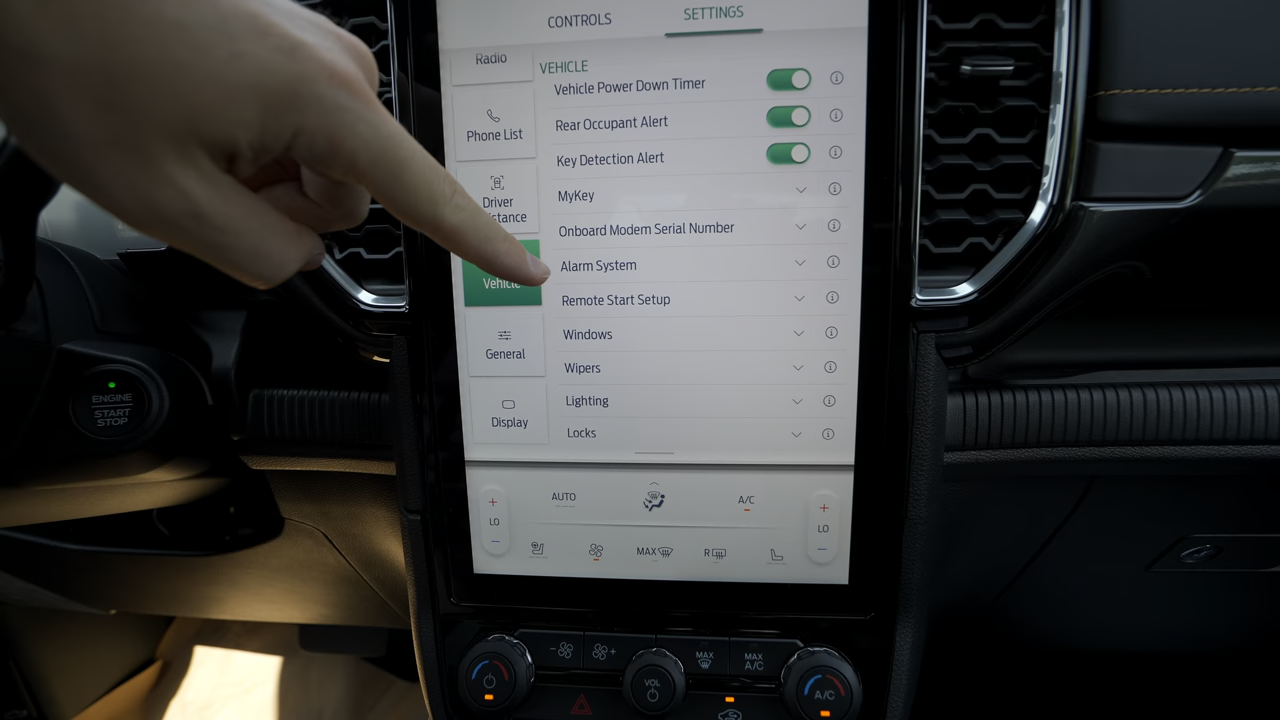 CONTROLS
SETTINGS
Radio
Phone List
Driver
istance
Vehicle
General
Display
VEHICLE
Vehicle Power Down Timer
Rear Occupant Alert
Key Detection Alert
MyKey
Onboard Modem Serial Number
Alarm System
Remote Start Setup
Windows
Wipers
Lighting
Locks
AUTO
A/C
+
LO
−
+
LO
−
MAX
R
ENGINE
START
STOP
− +
MAX
MAX
A/C
VOL
A/C